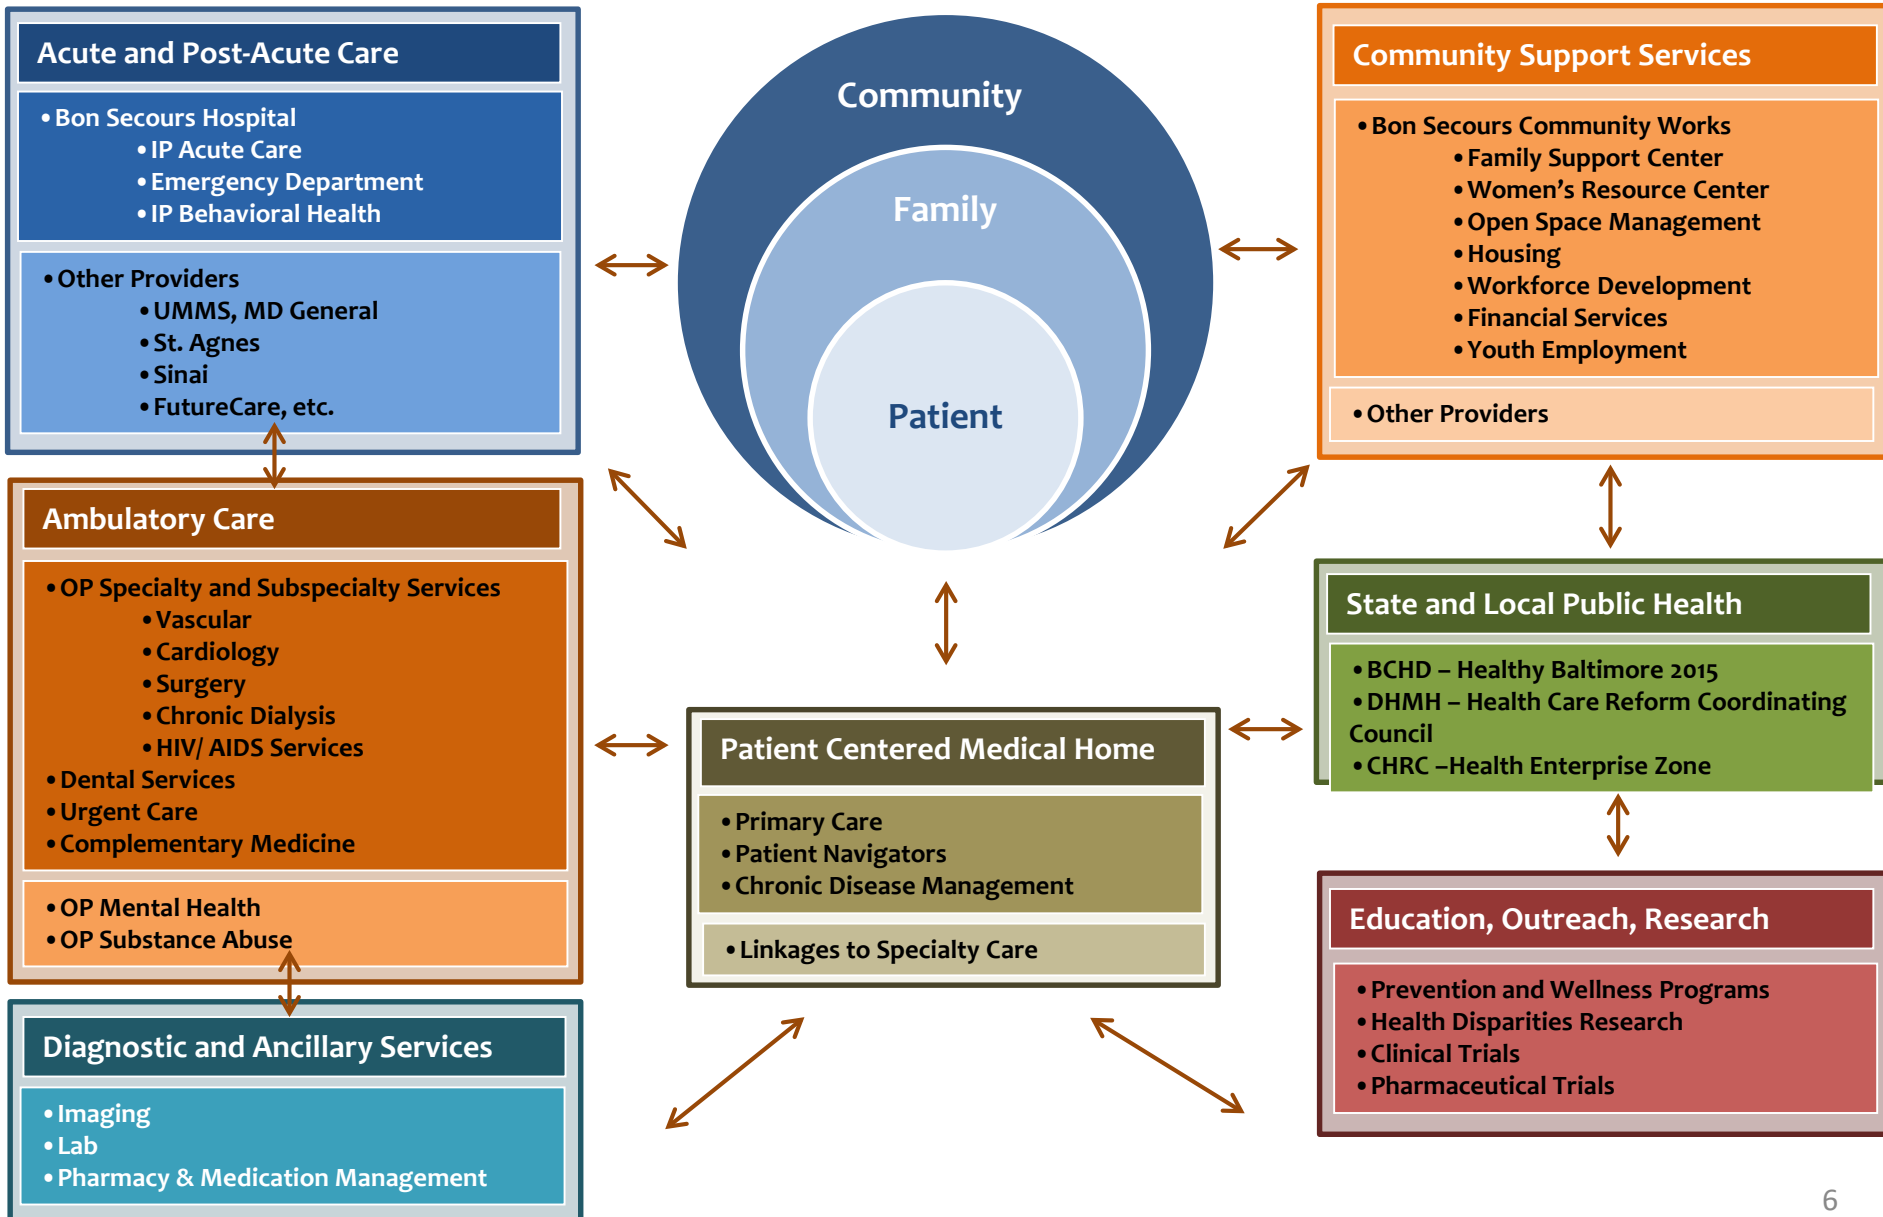 Acute and Post-Acute Care
•Bon Secours Hospital
•IP Acute Care
•Emergency Department
•IP Behavioral Health
•Other Providers
•UMMS, MD General
•St. Agnes
•Sinai
•FutureCare, etc.
Ambulatory Care
•OP Specialty and Subspecialty Services
•Vascular
•Cardiology
•Surgery
•Chronic Dialysis
•HIV/ AIDS Services
•Dental Services
•Urgent Care
•Complementary Medicine
•OP Mental Health
•OP Substance Abuse
Diagnostic and Ancillary Services
•Imaging
•Lab
•Pharmacy & Medication Management
Community
Family
Patient
Patient Centered Medical Home
•Primary Care
•Patient Navigators
•Chronic Disease Management
•Linkages to Specialty Care
Community Support Services
•Bon Secours Community Works
•Family Support Center
•Women’s Resource Center
•Open Space Management
•Housing
•Workforce Development
•Financial Services
•Youth Employment
•Other Providers
State and Local Public Health
•BCHD – Healthy Baltimore 2015
•DHMH – Health Care Reform Coordinating
Council
•CHRC –Health Enterprise Zone
Education, Outreach, Research
•Prevention and Wellness Programs
•Health Disparities Research
•Clinical Trials
•Pharmaceutical Trials
6